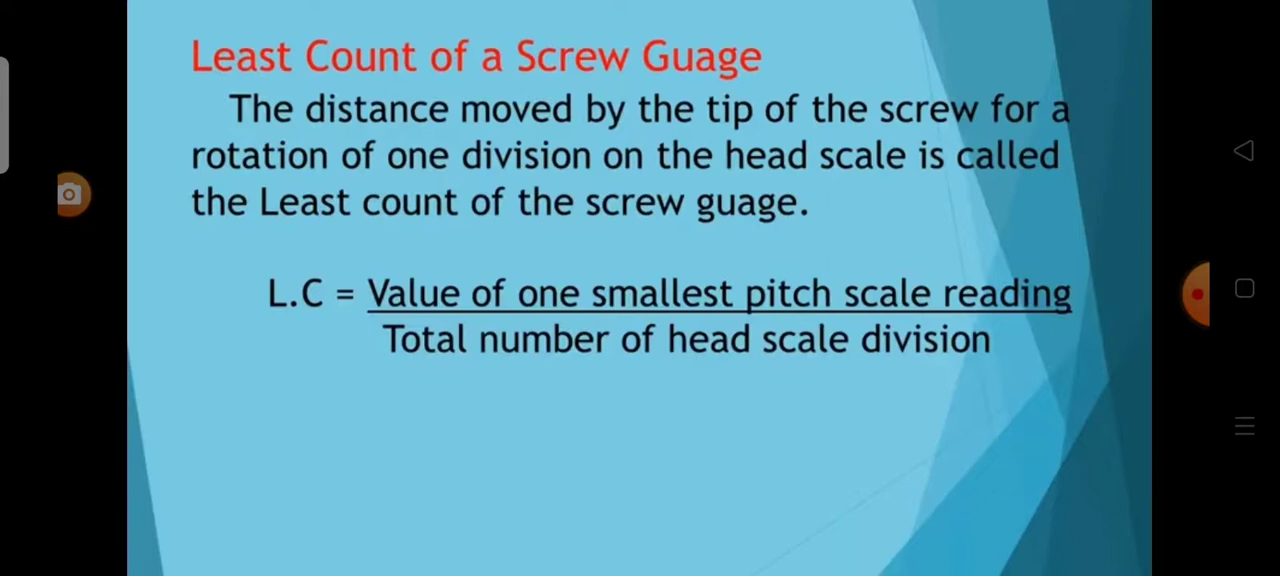 Least Count of a Screw Guage
The distance moved by the tip of the screw for a
rotation of one division on the head scale is called
the Least count of the screw guage.
L.C = Value of one smallest pitch scale reading
Total number of head scale division